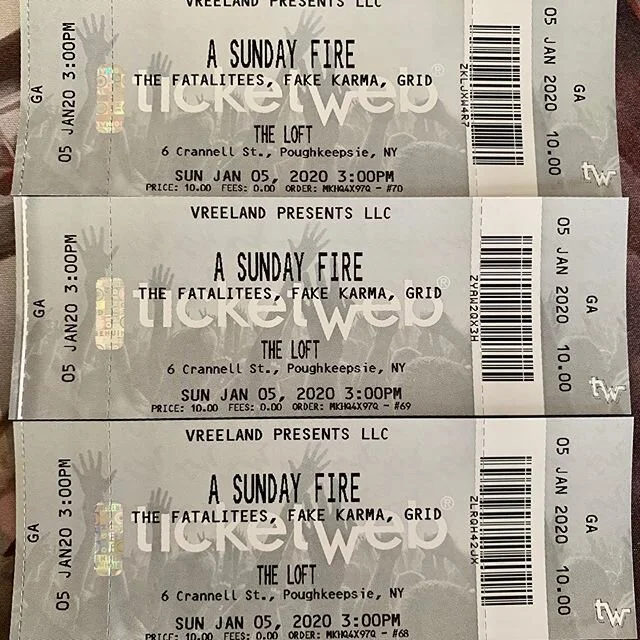 VREELAND PRESENTS LLC
A SUNDAY FIRE
THE FATALITEES, FAKE KARMA, GRID
ticketweb
THE LOFT
6 Crannell St., Poughkeepsie, NY
SUN JAN 05, 2020 3:00PM
PRICE: 10.00 FEES: 0.00 ORDER: MKHQ4X97Q - #70
05 JAN20 3:00PM
GA
05 JAN 2020 10.00
GA
tw
VREELAND PRESENTS LLC
A SUNDAY FIRE
THE FATALITEES, FAKE KARMA, GRID
ticketweb
THE LOFT
6 Crannell St., Poughkeepsie, NY
SUN JAN 05, 2020 3:00PM
PRICE: 10.00 FEES: 0.00 ORDER: MKHQ4X97Q - #69
05 JAN20 3:00PM
GA
05 JAN 2020 10.00
GA
tw
VREELAND PRESENTS LLC
A SUNDAY FIRE
THE FATALITEES, FAKE KARMA, GRID
ticketweb
THE LOFT
6 Crannell St., Poughkeepsie, NY
SUN JAN 05, 2020 3:00PM
PRICE: 10.00 FEES: 0.00 ORDER: MKHQ4X97Q - #68
05 JAN20 3:00PM
GA
05 JAN 2020 10.00
GA
tw